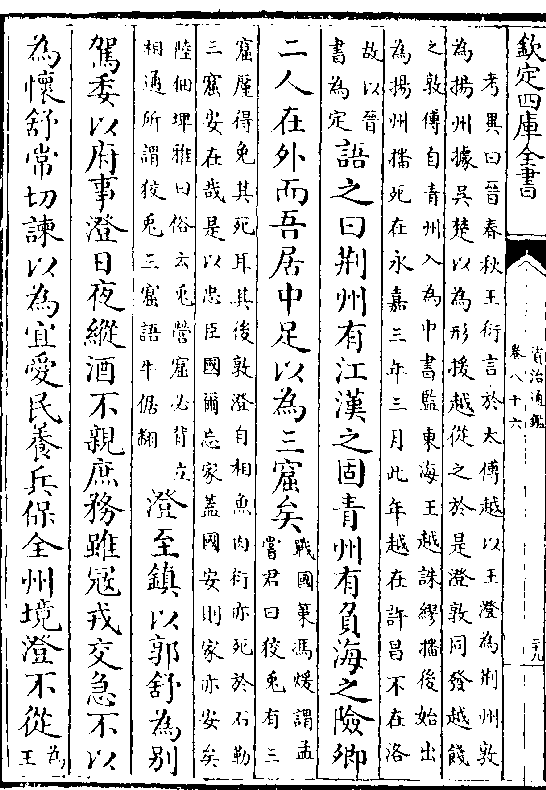 欽定四庫全書
資治通鑑
卷八十六
考異曰晉春秋王衍言於太傅越以王澄為荆州敦
為揚州據吳楚以為形援越從之於是澄敦同發越餞
之敦傳自青州入為中書監東海王越誅繆播後始出
為揚州播死在永嘉三年三月此年越在許昌不在洛
故以晉
書為定
語之曰荆州有江漢之固青州有負海之險卿
二人在外而吾居中足以為三窟矣
戰國策馮煖謂孟
嘗君曰狡兎有三
窟厪得免其死耳其後敦澄自相魚肉衍亦死於石勒
三窟安在哉是以忠臣國爾忘家蓋國安則家亦安矣
陸佃埤雅曰俗云兎營窟必背立
相通所謂狡兎三窟語牛倨翻
澄至鎮以郭舒為别
駕委以府事澄日夜縱酒不親庶務雖寇戎交急不以
為懷舒常切諫以為宜愛民養兵保全州境澄不從
為
王